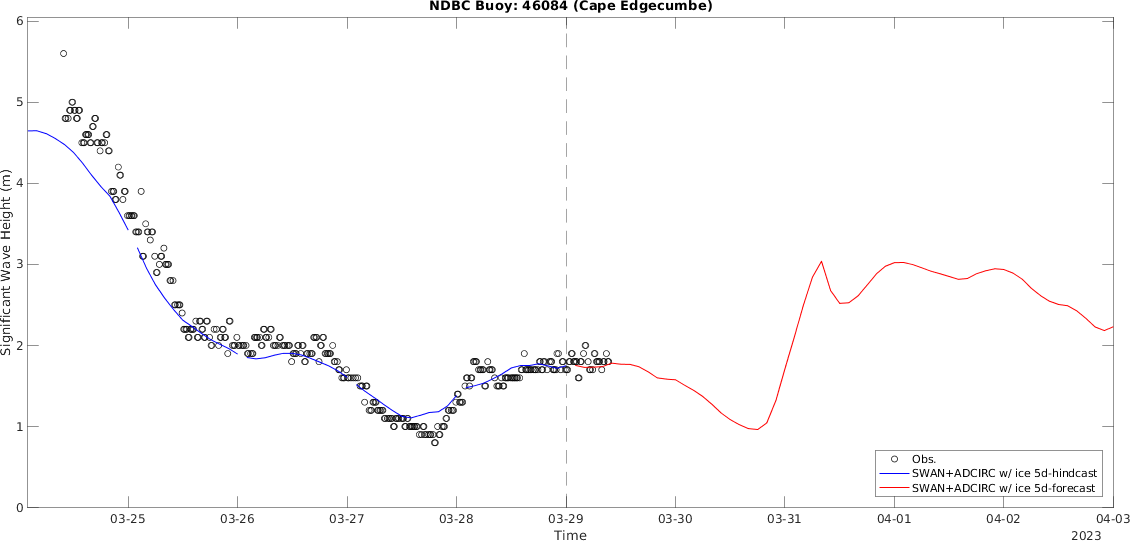 NDBC Buoy: 46084 (Cape Edgecumbe)
6
5
4
3
2
1
0
Significant Wave Height (m)
Obs.
SWAN+ADCIRC w/ ice 5d-hindcast
SWAN+ADCIRC w/ ice 5d-forecast
03-25 03-26 03-27 03-28 03-29 03-30 03-31 04-01 04-02 04-03
Time
2023